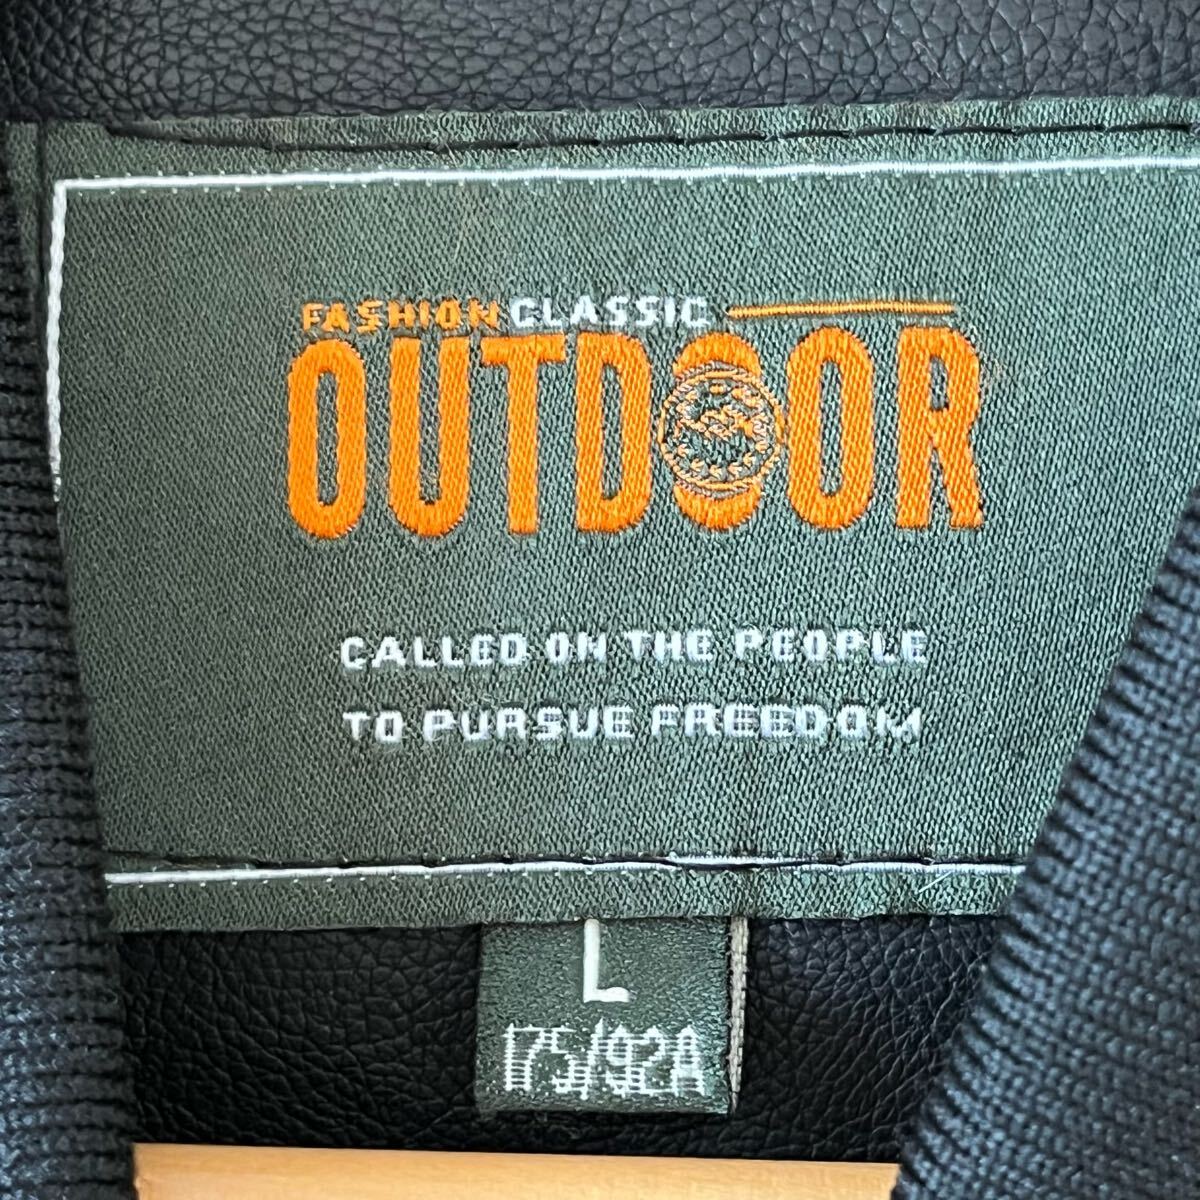 FASHION CLASSIC
OUTDOOR
CALLED ON THE PEOPLE
TO PURSUE FREEDOM
L
175/92A